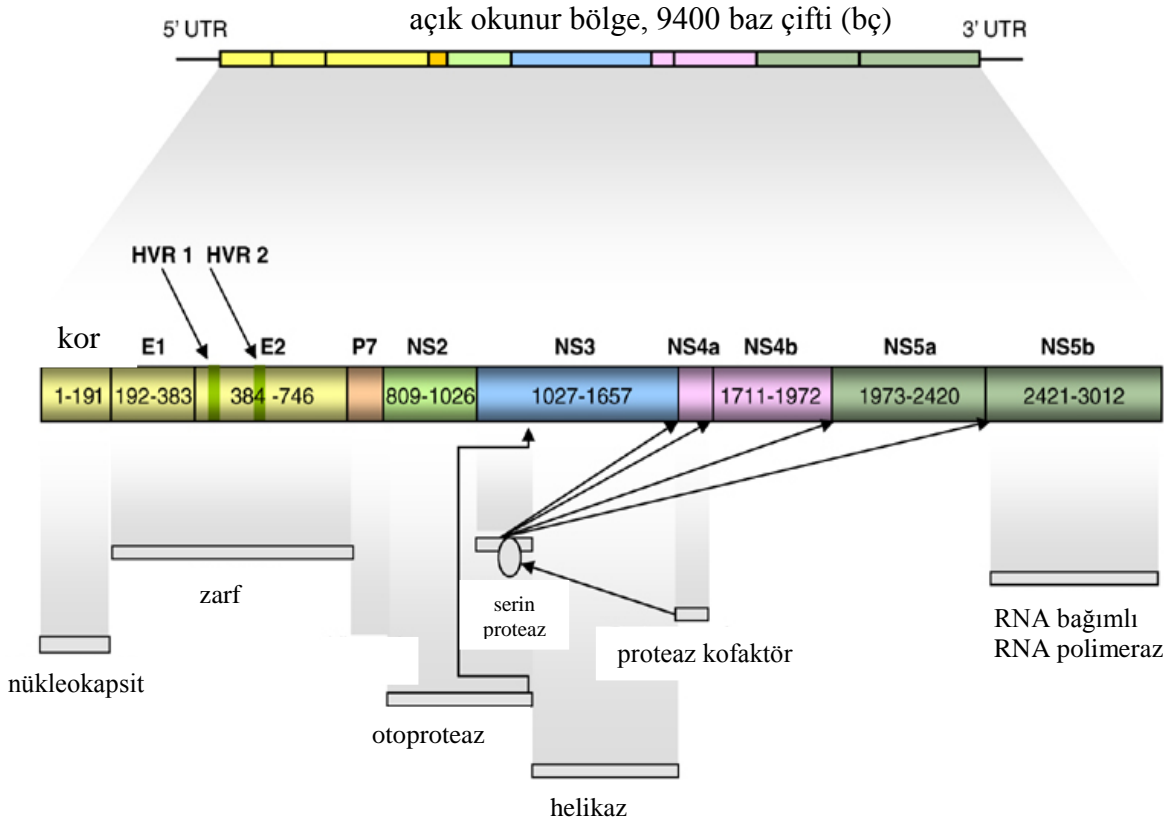 açık okunur bölge, 9400 baz çifti (bç)
5’ UTR
3’ UTR
HVR 1 HVR 2
kor
E1
E2
P7
NS2
NS3
NS4a
NS4b
NS5a
NS5b
1-191
192-383
384 -746
809-1026
1027-1657
1711-1972
1973-2420
2421-3012
zarf
serin
proteaz
nükleokapsit
proteaz kofaktör
RNA bağımlı
RNA polimeraz
otoproteaz
helikaz